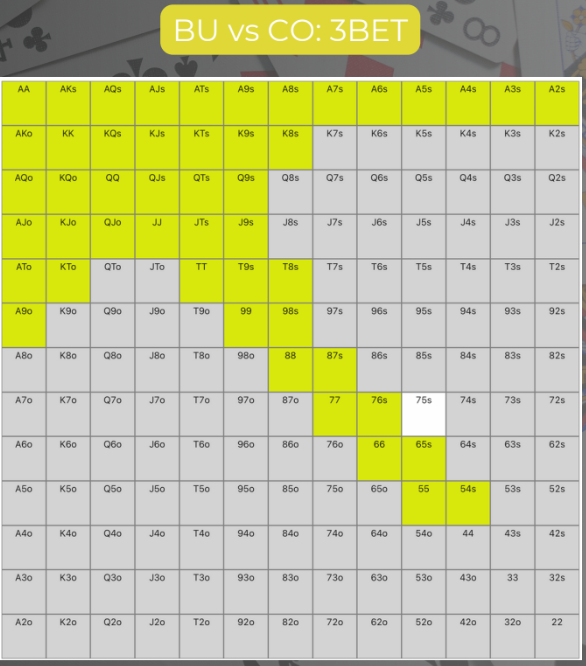 BU vs CO: 3BET
AA AKs AQs AJs ATs A9s A8s A7s A6s A5s A4s A3s A2s
AKo KK KQs KJs KTs K9s K8s K7s K6s K5s K4s K3s K2s
AQo KQo QQ QJs QTs Q9s Q8s Q7s Q6s Q5s Q4s Q3s Q2s
AJo KJo QJo JJ JTs J9s J8s J7s J6s J5s J4s J3s J2s
ATo KTo QTo JTo TT T9s T8s T7s T6s T5s T4s T3s T2s
A9o K9o Q9o J9o T9o 99 98s 97s 96s 95s 94s 93s 92s
A8o K8o Q8o J8o T8o 98o 88 87s 86s 85s 84s 83s 82s
A7o K7o Q7o J7o T7o 97o 87o 77 76s 75s 74s 73s 72s
A6o K6o Q6o J6o T6o 96o 86o 76o 66 65s 64s 63s 62s
A5o K5o Q5o J5o T5o 95o 85o 75o 65o 55 54s 53s 52s
A4o K4o Q4o J4o T4o 94o 84o 74o 64o 54o 44 43s 42s
A3o K3o Q3o J3o T3o 93o 83o 73o 63o 53o 43o 33 32s
A2o K2o Q2o J2o T2o 92o 82o 72o 62o 52o 42o 32o 22